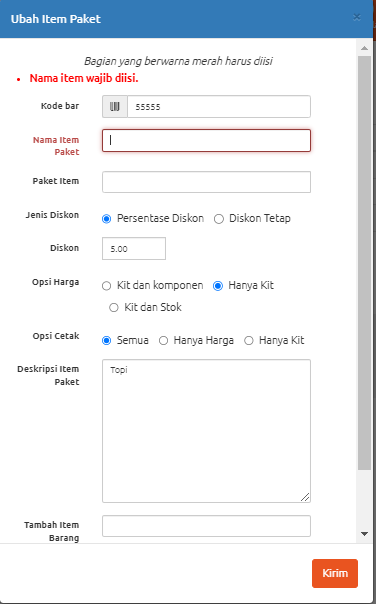 Ubah Item Paket
×
Bagian yang berwarna merah harus diisi
Nama item wajib diisi.
Kode bar
55555
Nama Item
Paket
Paket Item
Jenis Diskon
Persentase Diskon
Diskon Tetap
Diskon
5.00
Opsi Harga
Kit dan komponen
Hanya Kit
Kit dan Stok
Opsi Cetak
Semua
Hanya Harga
Hanya Kit
Deskripsi Item
Paket
Topi
Tambah Item
Barang
Kirim